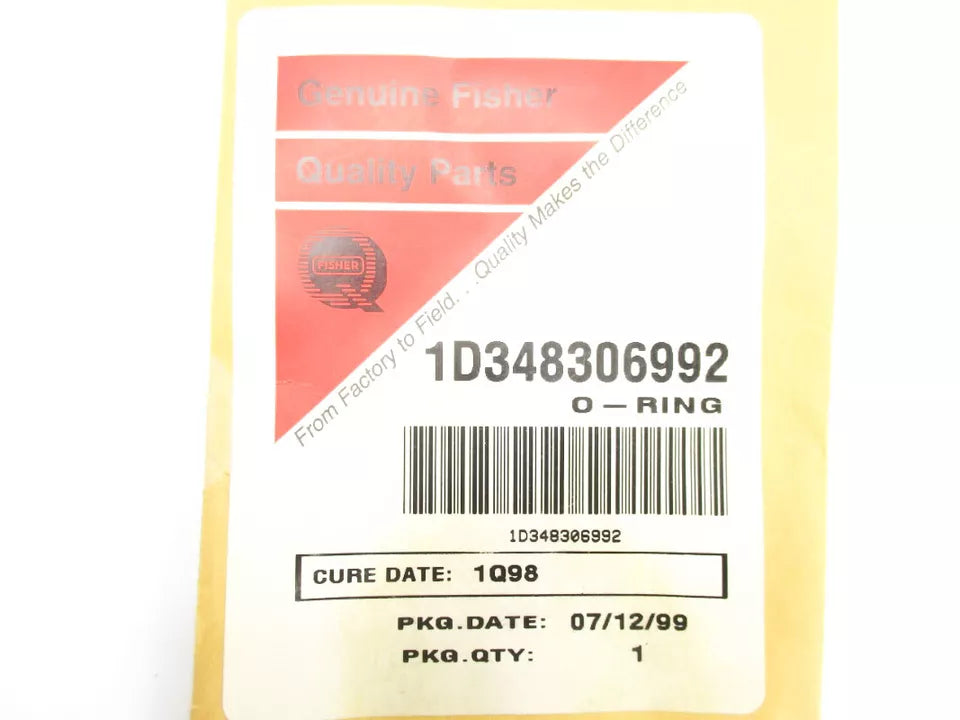 Genuine Fisher
Quality Parts
FISHER
From Factory to Field. . .Quality Makes the Difference
1D348306992
O-RING
1D348306992
CURE DATE: 1Q98
PKG.DATE: 07/12/99
PKG.QTY: 1